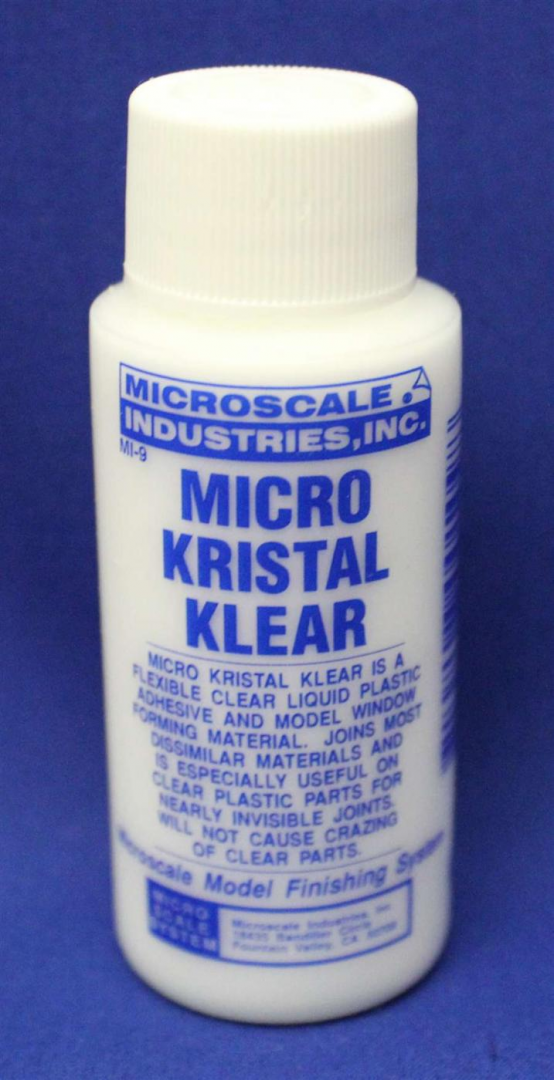 MICROSCALE
INDUSTRIES, INC.
MI-9
MICRO
KRISTAL
KLEAR
MICRO KRISTAL KLEAR IS A
FLEXIBLE CLEAR LIQUID PLASTIC
ADHESIVE AND MODEL WINDOW
FORMING MATERIAL. JOINS MOST
DISSIMILAR MATERIALS AND
IS ESPECIALLY USEFUL ON
CLEAR PLASTIC PARTS FOR
NEARLY INVISIBLE JOINTS.
WILL NOT CAUSE CRAZING
OF CLEAR PARTS.
Microscale Model Finishing System
MICRO
SCALE
SYSTEM
Microscale Industries, Inc.
Circle
Fountain Valley, CA